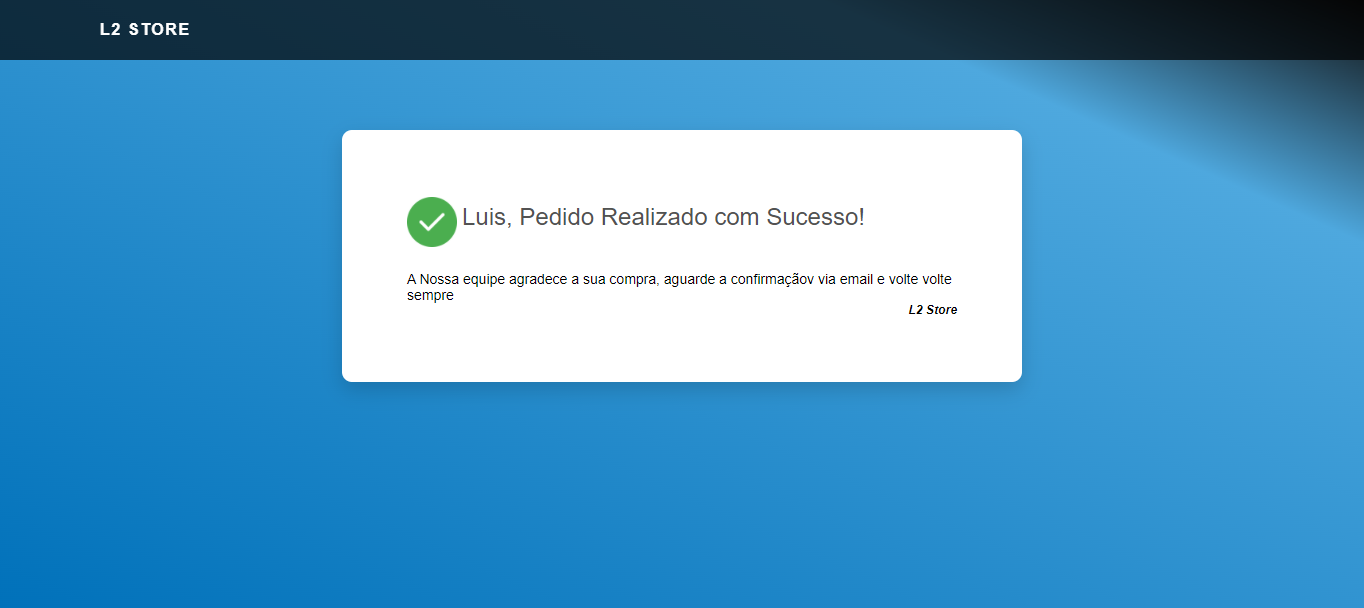 L2 STORE
Luis, Pedido Realizado com Sucesso!
A Nossa equipe agradece a sua compra, aguarde a confirmaçãov via email e volte volte
sempre
L2 Store